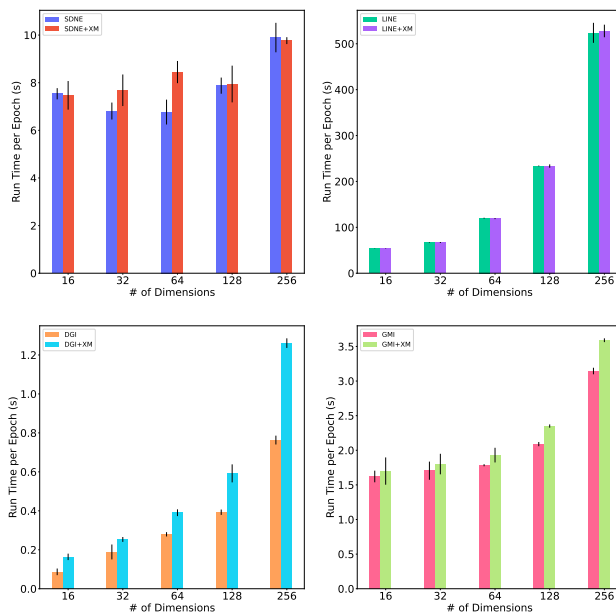 SDNE
SDNE+XM
Run Time per Epoch (s)
10
8
6
4
2
0
16 32 64 128 256
# of Dimensions
LINE
LINE+XM
Run Time per Epoch (s)
500
400
300
200
100
0
16 32 64 128 256
# of Dimensions
DGI
DGI+XM
Run Time per Epoch (s)
1.2
1.0
0.8
0.6
0.4
0.2
0.0
16 32 64 128 256
# of Dimensions
GMI
GMI+XM
Run Time per Epoch (s)
3.5
3.0
2.5
2.0
1.5
1.0
0.5
0.0
16 32 64 128 256
# of Dimensions